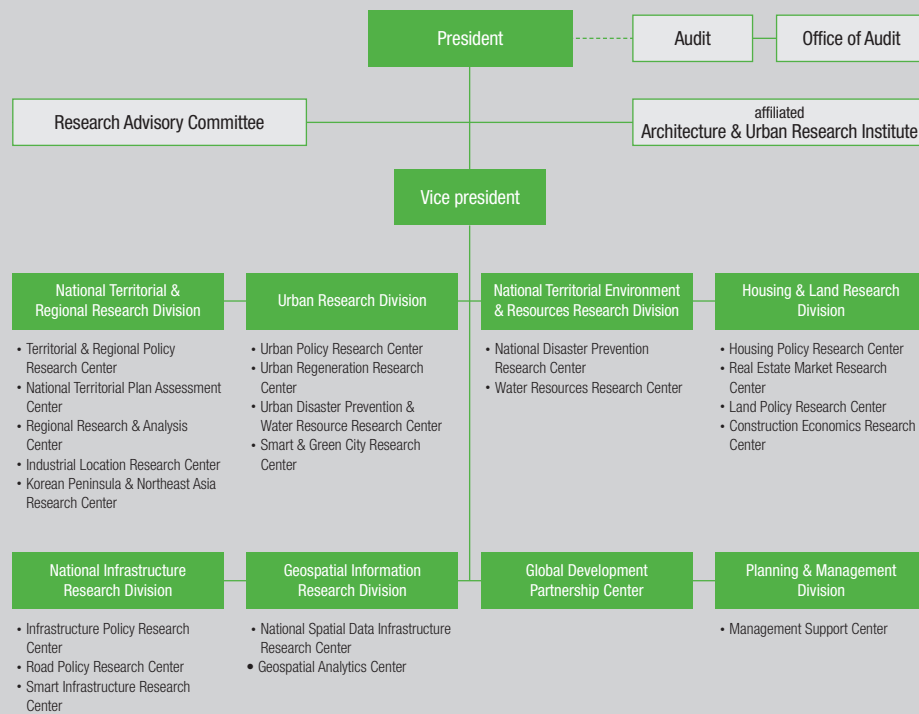 President
Audit
Office of Audit
Research Advisory Committee
affiliated
Architecture & Urban Research Institute
Vice president
National Territorial &
Regional Research Division
• Territorial & Regional Policy
Research Center
• National Territorial Plan Assessment
Center
• Regional Research & Analysis
Center
• Industrial Location Research Center
• Korean Peninsula & Northeast Asia
Research Center
Urban Research Division
• Urban Policy Research Center
• Urban Regeneration Research
Center
• Urban Disaster Prevention &
Water Resource Research Center
• Smart & Green City Research
Center
National Territorial Environment
& Resources Research Division
• National Disaster Prevention
Research Center
• Water Resources Research Center
Housing & Land Research
Division
• Housing Policy Research Center
• Real Estate Market Research
Center
• Land Policy Research Center
• Construction Economics Research
Center
National Infrastructure
Research Division
• Infrastructure Policy Research
Center
• Road Policy Research Center
• Smart Infrastructure Research
Center
Geospatial Information
Research Division
• National Spatial Data Infrastructure
Research Center
• Geospatial Analytics Center
Global Development
Partnership Center
Planning & Management
Division
• Management Support Center